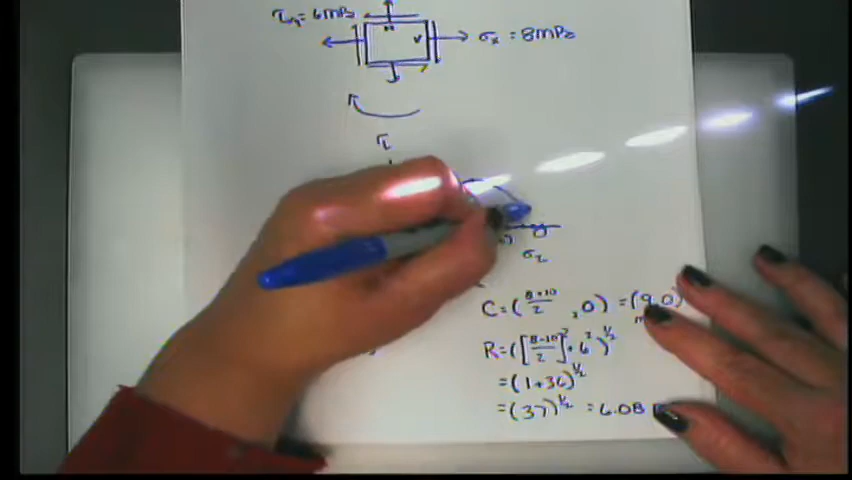 τxy = 6mPa
H
V
σx = 8mPa
τ
σ
C = ( 8+10 / 2 , 0 ) = (9,0)
R = ( [ 8-10 / 2 ]² + 6² )^1/2
= (1+36)^1/2
= (37)^1/2 = 6.08